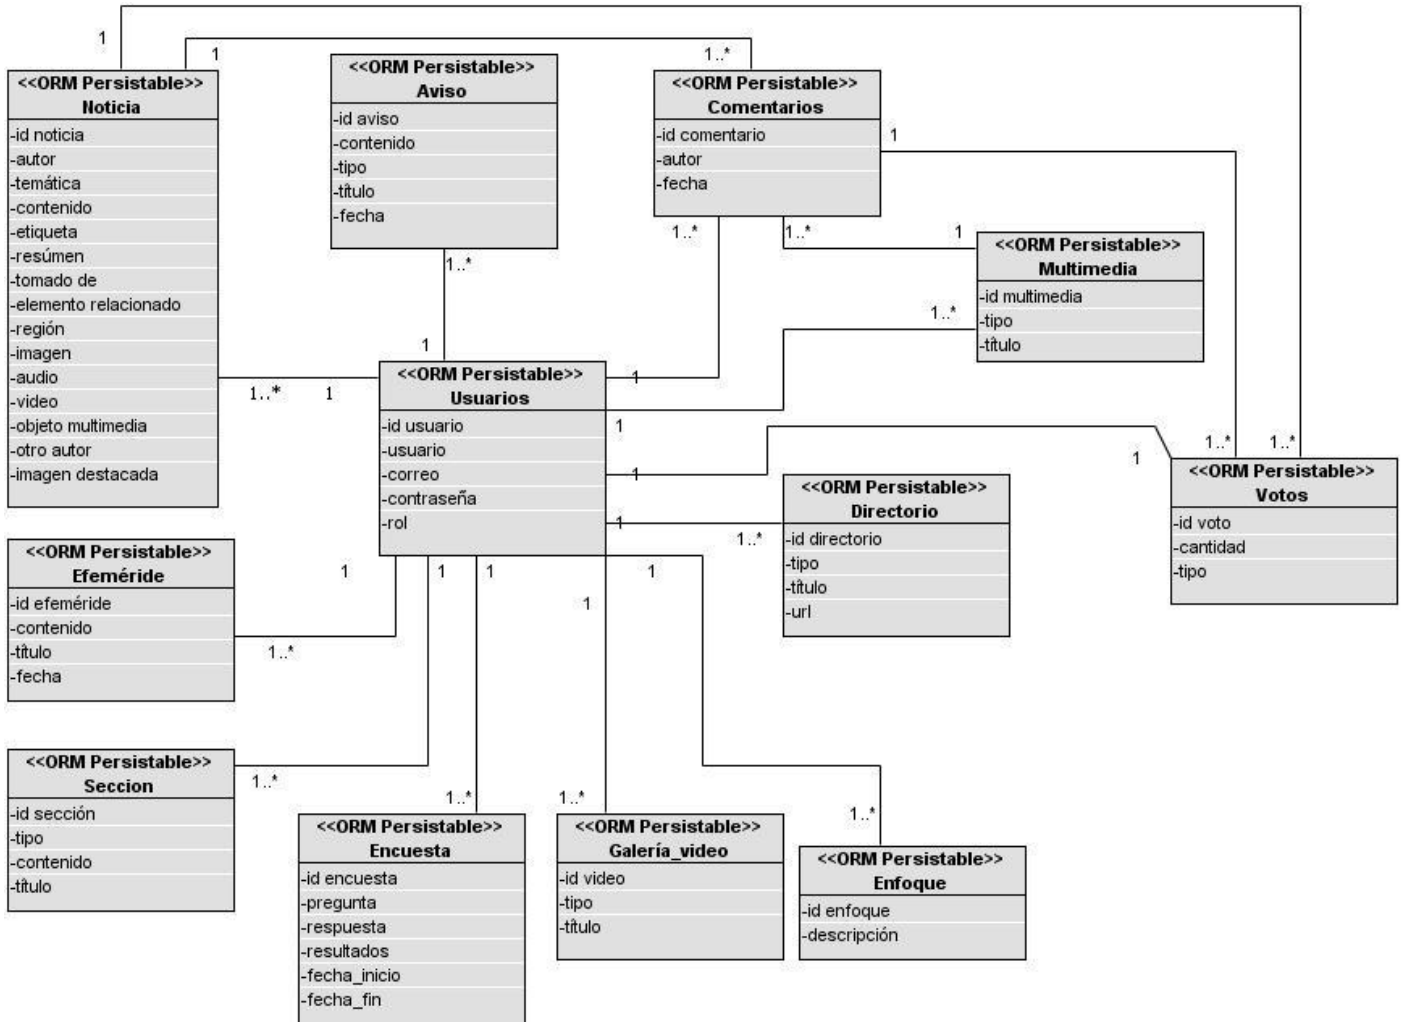 1
1
1..*
<<ORM Persistable>>
Noticia
-id noticia
-autor
-temática
-contenido
-etiqueta
-resúmen
-tomado de
-elemento relacionado
-región
-imagen
-audio
-video
-objeto multimedia
-otro autor
-imagen destacada
<<ORM Persistable>>
Aviso
-id aviso
-contenido
-tipo
-título
-fecha
1..*
1
<<ORM Persistable>>
Comentarios
-id comentario
-autor
-fecha
1
1..*
1..*
1
<<ORM Persistable>>
Multimedia
-id multimedia
-tipo
-título
1..*
1..*
1
<<ORM Persistable>>
Usuarios
-id usuario
-usuario
-correo
-contraseña
-rol
1
1
1
1
1
1..*
1..*
<<ORM Persistable>>
Votos
-id voto
-cantidad
-tipo
<<ORM Persistable>>
Directorio
-id directorio
-tipo
-título
-url
1..*
<<ORM Persistable>>
Efeméride
-id efeméride
-contenido
-título
-fecha
1
1
1
1
1
1..*
<<ORM Persistable>>
Seccion
-id sección
-tipo
-contenido
-título
1..*
1..*
<<ORM Persistable>>
Encuesta
-id encuesta
-pregunta
-respuesta
-resultados
-fecha_inicio
-fecha_fin
1..*
<<ORM Persistable>>
Galería_video
-id video
-tipo
-título
1..*
<<ORM Persistable>>
Enfoque
-id enfoque
-descripción